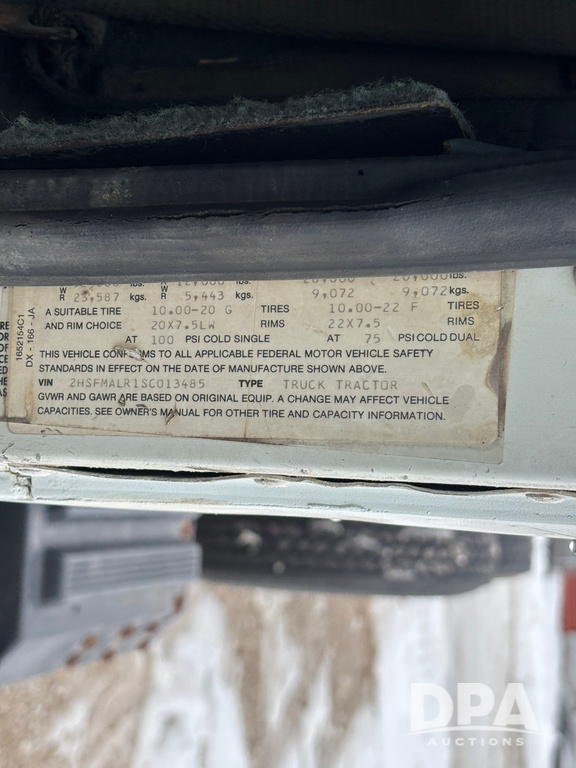 R 23,587 kgs. R 5,443 kgs. 9,072 9,072 kgs.
A SUITABLE TIRE 10.00-20 G TIRES 10.00-22 F
AND RIM CHOICE 20X7.5LW RIMS 22X7.5
AT 100 PSI COLD SINGLE AT 75 PSI COLD DUAL
THIS VEHICLE CONFORMS TO ALL APPLICABLE FEDERAL MOTOR VEHICLE SAFETY
STANDARDS IN EFFECT ON THE DATE OF MANUFACTURE SHOWN ABOVE.
VIN 2HSFMALR1SC013485 TYPE TRUCK TRACTOR
GVWR AND GAWR ARE BASED ON ORIGINAL EQUIP. A CHANGE MAY AFFECT VEHICLE
CAPACITIES. SEE OWNER'S MANUAL FOR OTHER TIRE AND CAPACITY INFORMATION.
1652154C1
DX - 166 - JA
DPA
AUCTIONS